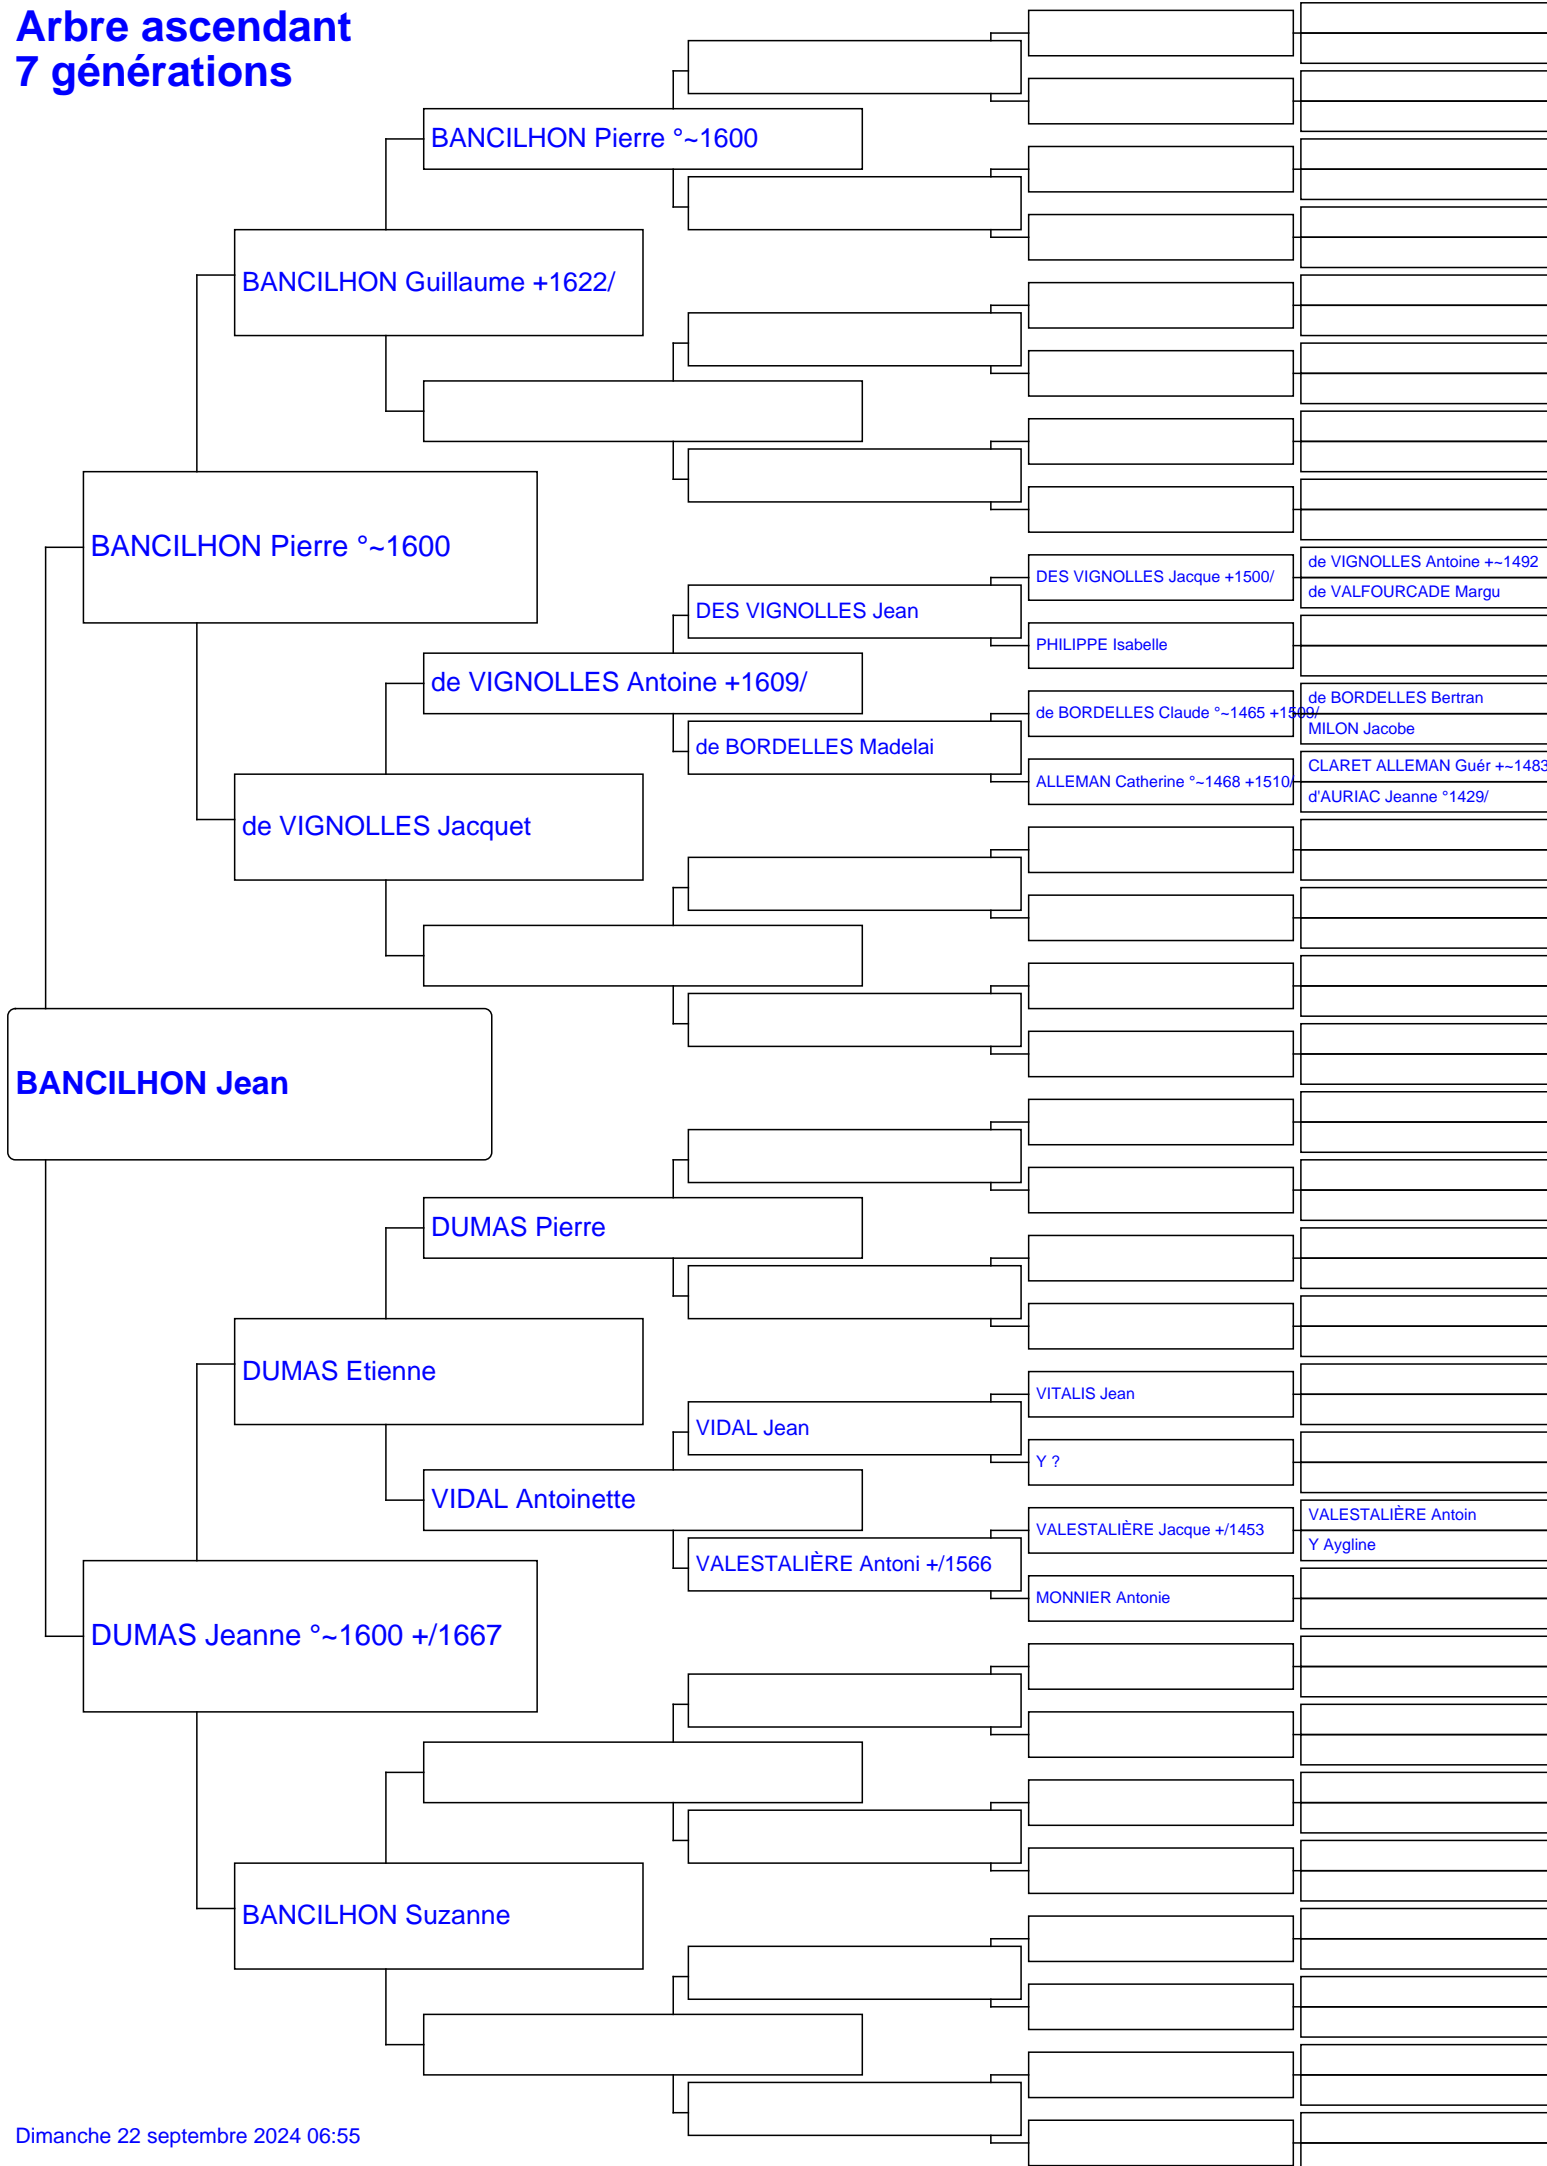 Arbre ascendant
7 générations
BANCILHON Pierre °~1600
BANCILHON Guillaume +1622/
BANCILHON Pierre °~1600
DES VIGNOLLES Jacque +1500/
de VIGNOLLES Antoine +~1492
de VALFOURCADE Margu
DES VIGNOLLES Jean
PHILIPPE Isabelle
de VIGNOLLES Antoine +1609/
de BORDELLES Claude °~1465 +1509/
de BORDELLES Bertran
MILON Jacobe
de BORDELLES Madelai
ALLEMAN Catherine °~1468 +1510/
CLARET ALLEMAN Guér +~1483
d'AURIAC Jeanne °1429/
de VIGNOLLES Jacquet
BANCILHON Jean
DUMAS Pierre
DUMAS Etienne
VITALIS Jean
VIDAL Jean
Y ?
VIDAL Antoinette
VALESTALIÈRE Jacque +/1453
VALESTALIÈRE Antoin
Y Aygline
VALESTALIÈRE Antoni +/1566
MONNIER Antonie
DUMAS Jeanne °~1600 +/1667
BANCILHON Suzanne
Dimanche 22 septembre 2024 06:55